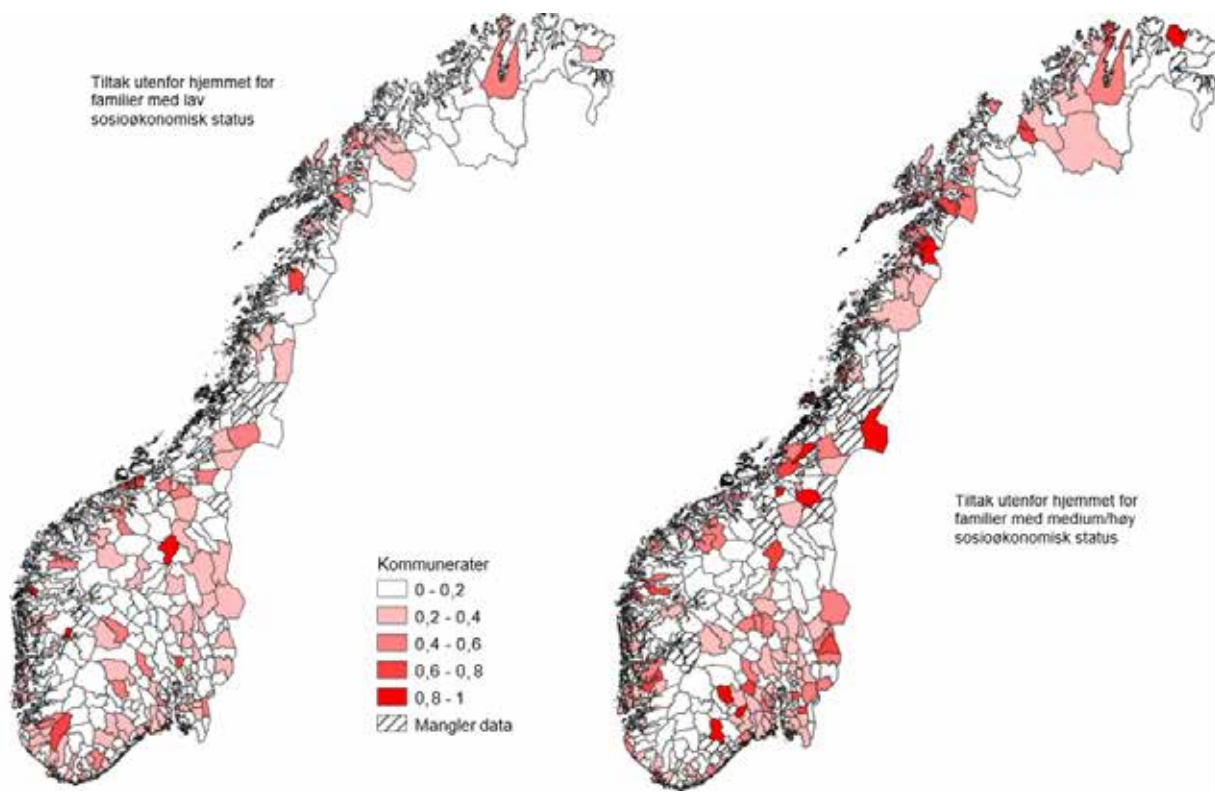 Tiltak utenfor hjemmet for
familier med lav
sosioøkonomisk status
Kommunerater
0 - 0,2
0,2 - 0,4
0,4 - 0,6
0,6 - 0,8
0,8 - 1
Mangler data
Tiltak utenfor hjemmet for
familier med medium/høy
sosioøkonomisk status